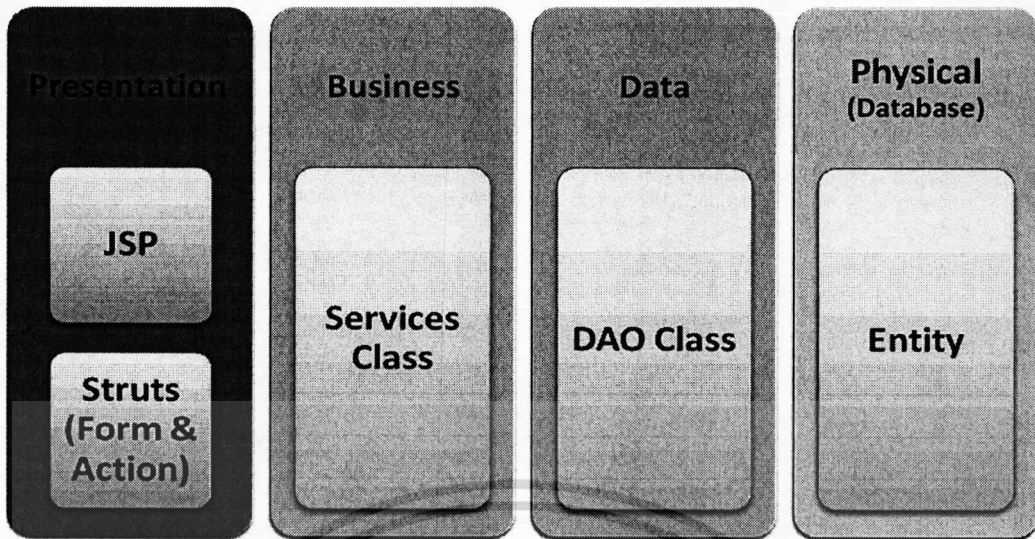 Presentation
JSP
Struts
(Form &
Action)
Business
Services
Class
Data
DAO Class
Physical
(Database)
Entity